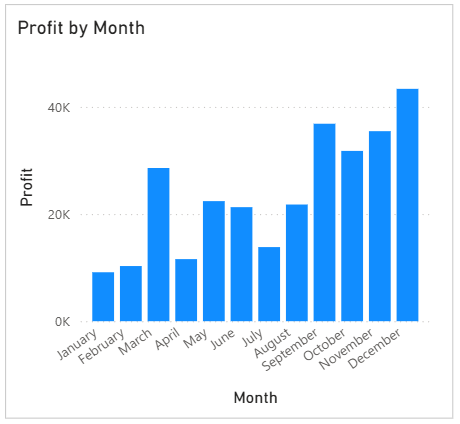 Profit by Month
40K
20K
0K
Profit
January
February
March
April
May
June
July
August
September
October
November
December
Month